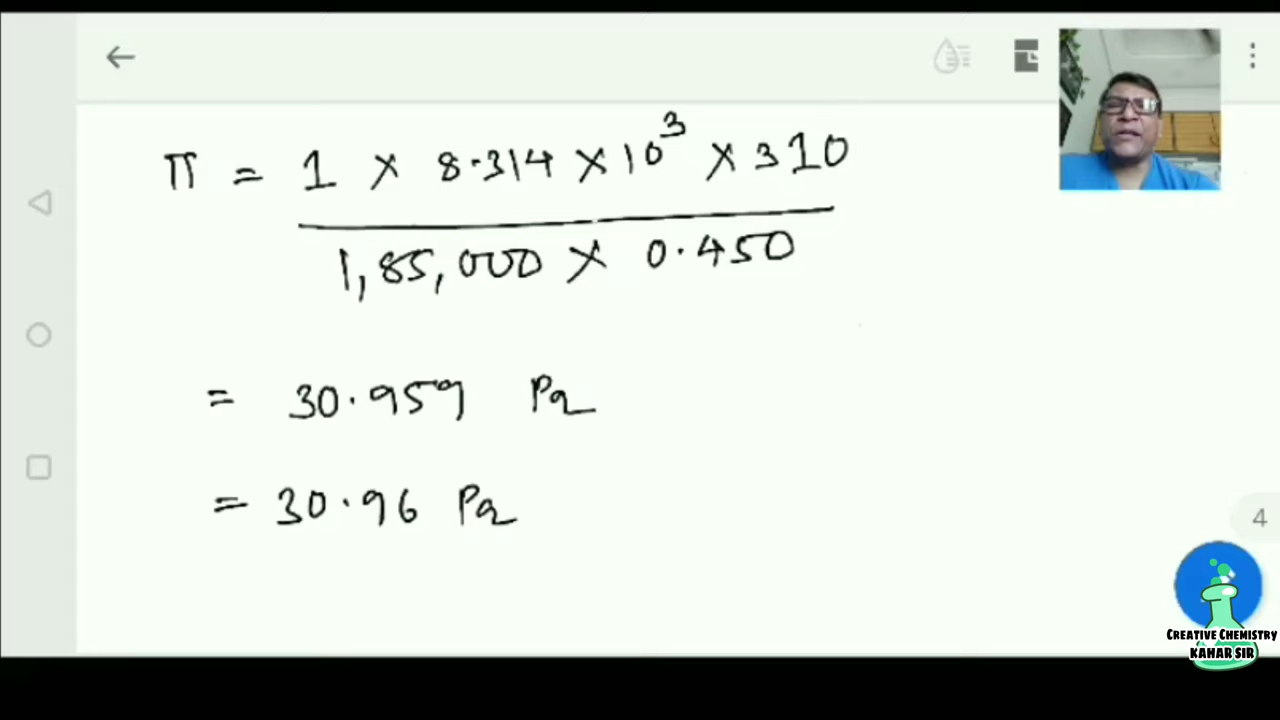 π = 1 × 8.314 × 10³ × 310
1,85,000 × 0.450
= 30.959 Pa
= 30.96 Pa
4
CREATIVE CHEMISTRY
KAHAR SIR